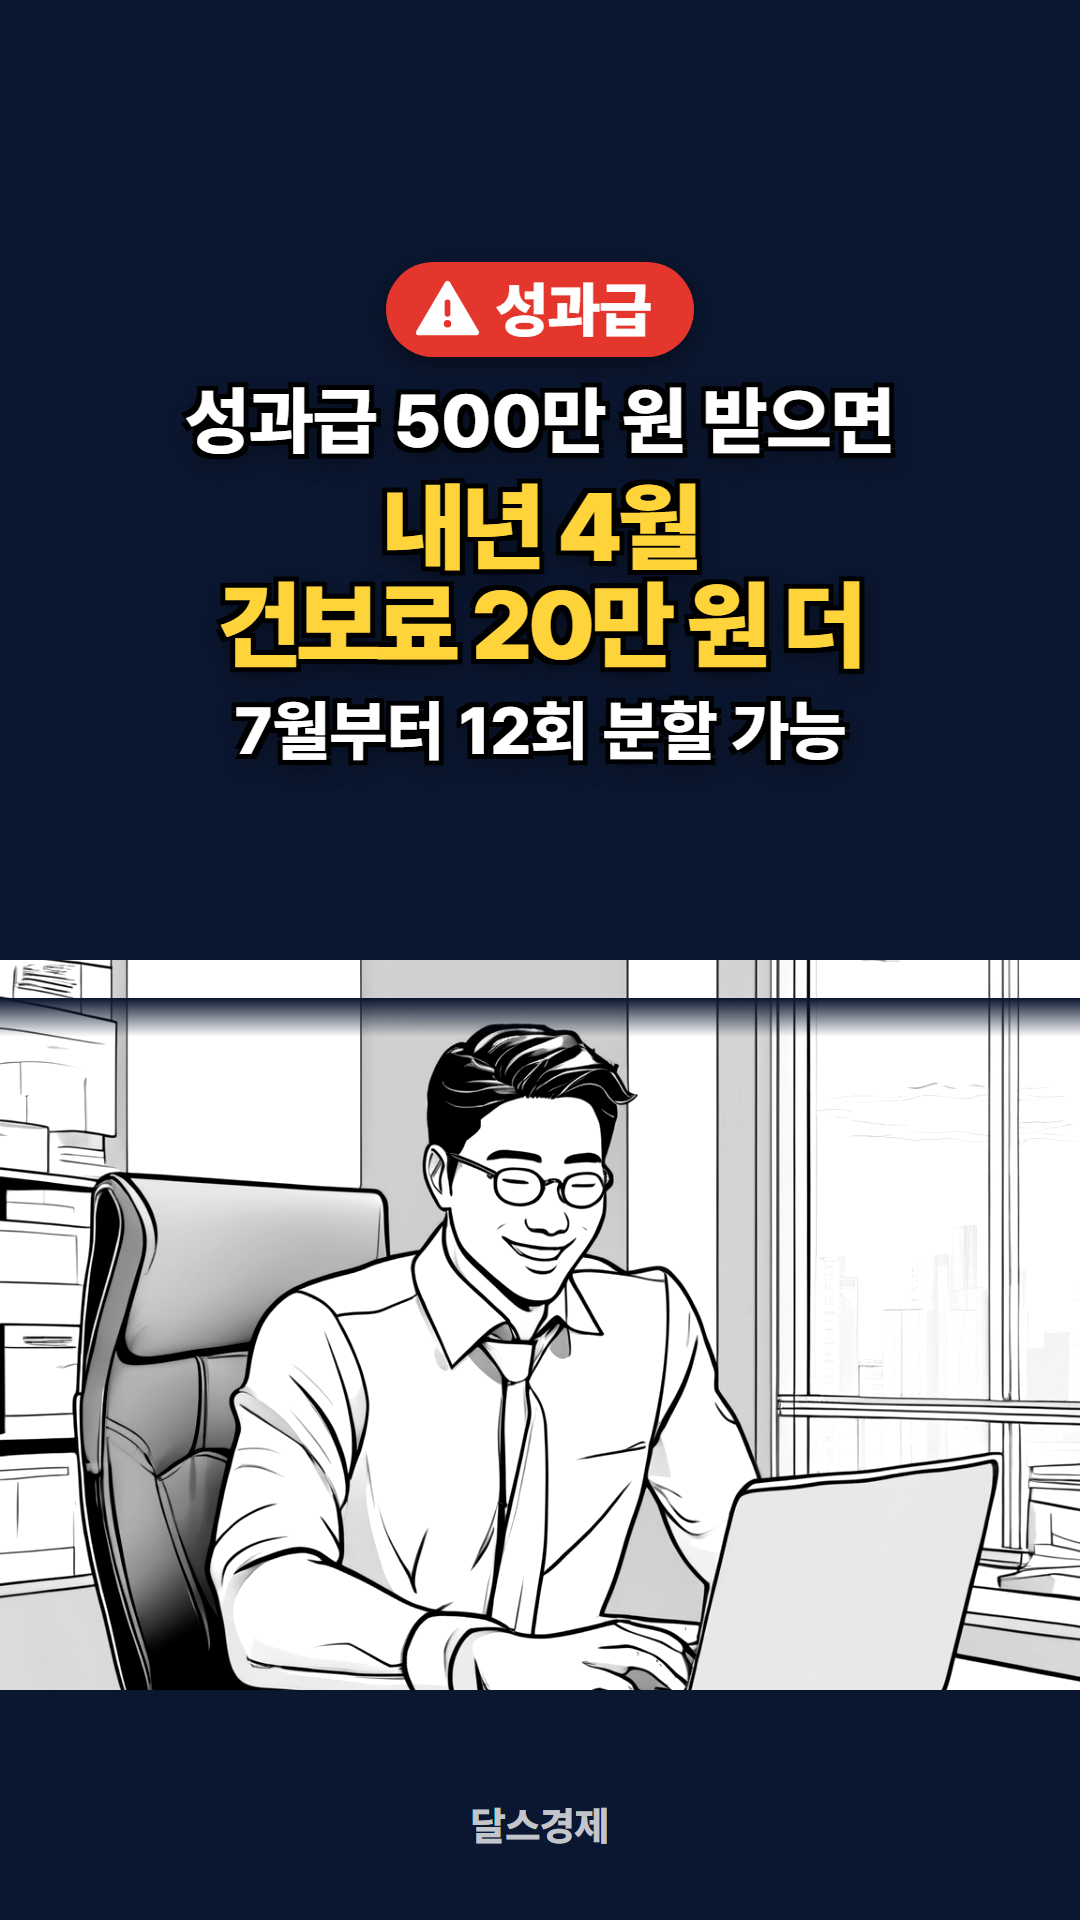 성과급
성과급 500만 원 받으면
내년 4월
건보료 20만 원 더
7월부터 12회 분할 가능
달스경제